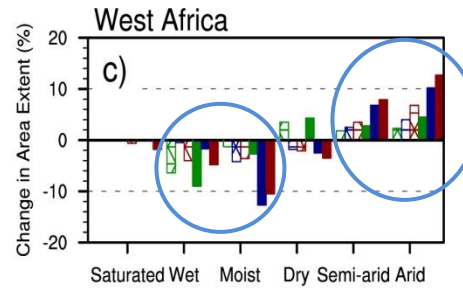 West Africa
Change in Area Extent (%)
20
10
0
-10
-20
c)
Saturated Wet Moist Dry Semi-arid Arid